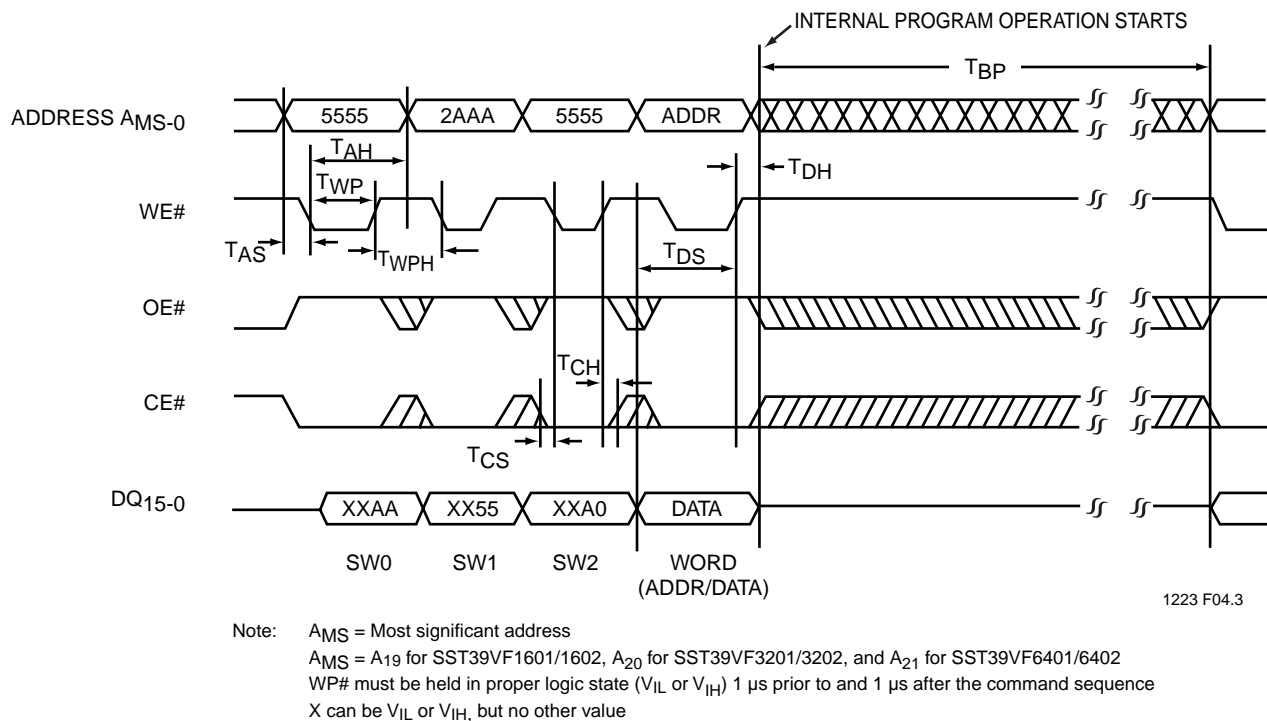 INTERNAL PROGRAM OPERATION STARTS
TBP
ADDRESS AMS-0
5555
2AAA
5555
ADDR
TAH
TDH
TWP
WE#
TAS
TWPH
TDS
OE#
TCH
CE#
TCS
DQ15-0
XXAA
XX55
XXA0
DATA
SW0
SW1
SW2
WORD
(ADDR/DATA)
1223 F04.3
Note: AMS = Most significant address
AMS = A19 for SST39VF1601/1602, A20 for SST39VF3201/3202, and A21 for SST39VF6401/6402
WP# must be held in proper logic state (VIL or VIH) 1 µs prior to and 1 µs after the command sequence
X can be VIL or VIH, but no other value